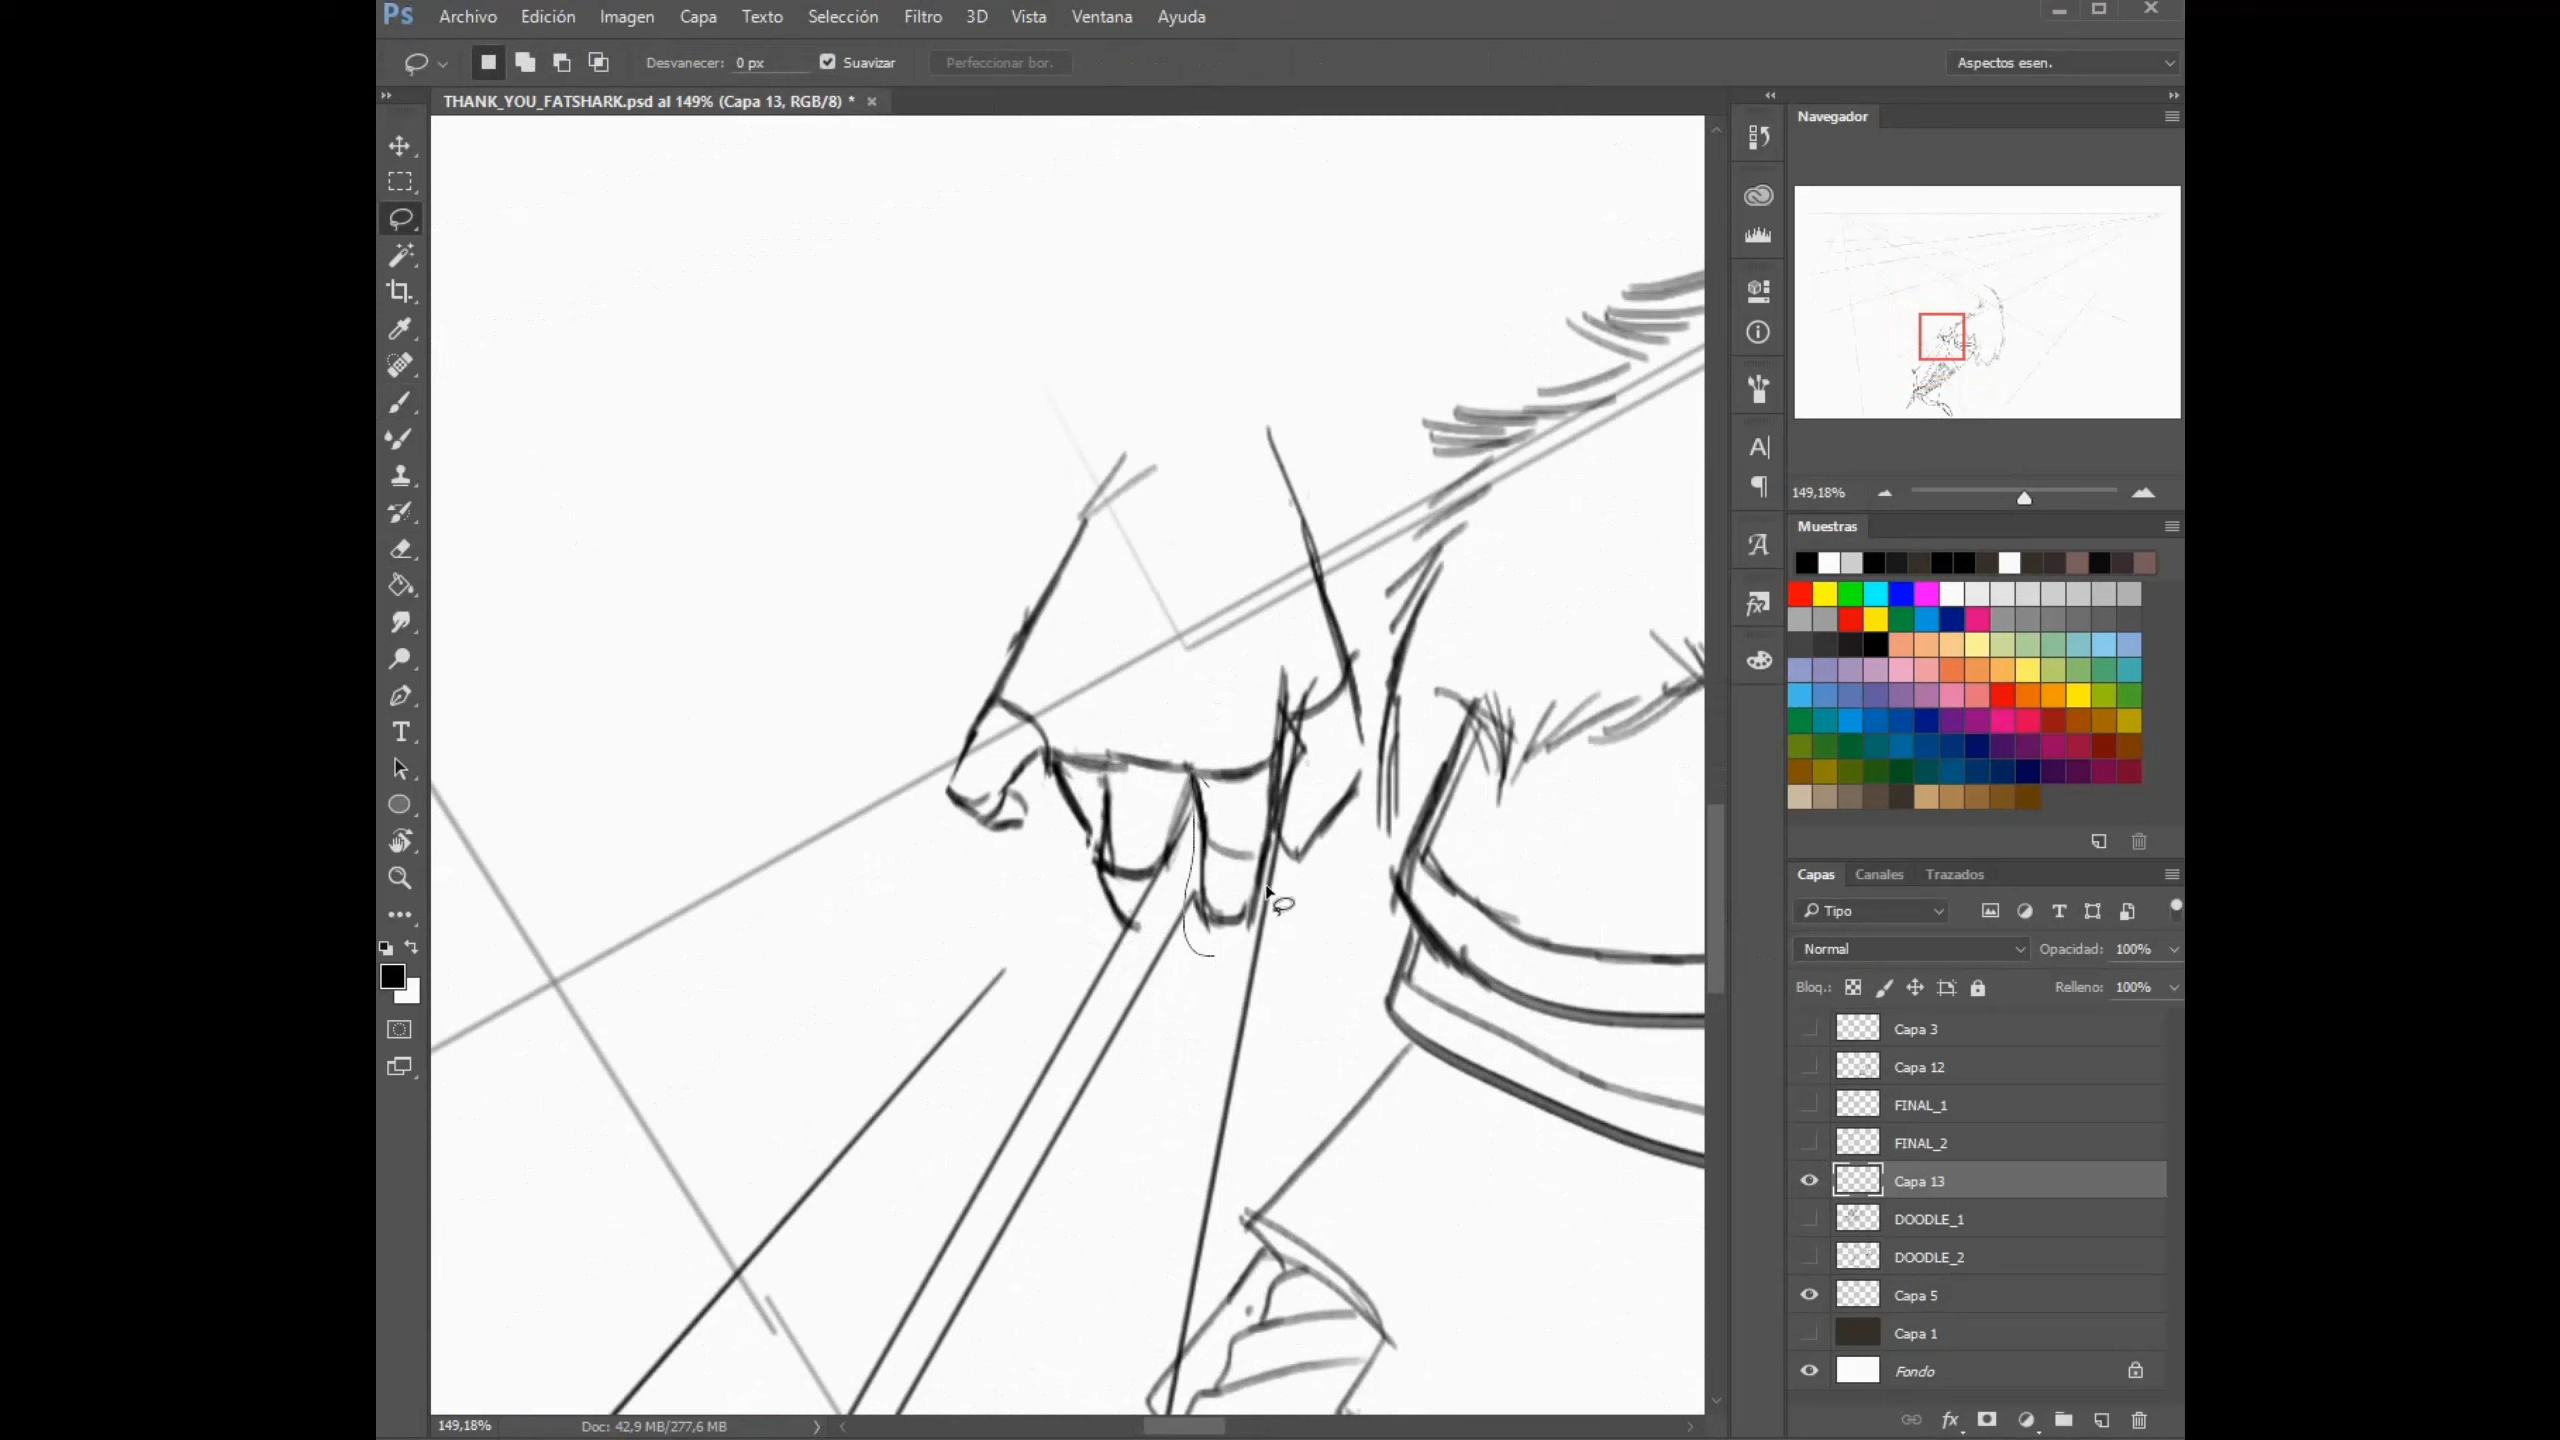 Ps Archivo Edición Imagen Capa Texto Selección Filtro 3D Vista Ventana Ayuda
Desvanecer: 0 px Suavizar Perfeccionar bor. Aspectos esen.
THANK_YOU_FATSHARK.psd al 149% (Capa 13, RGB/8) *
Navegador
149,18%
Muestras
Capas Canales Trazados
Tipo
Normal Opacidad: 100%
Bloq.: Relleno: 100%
Capa 3
Capa 12
FINAL_1
FINAL_2
Capa 13
DOODLE_1
DOODLE_2
Capa 5
Capa 1
Fondo
149,18% Doc: 42,9 MB/277,6 MB